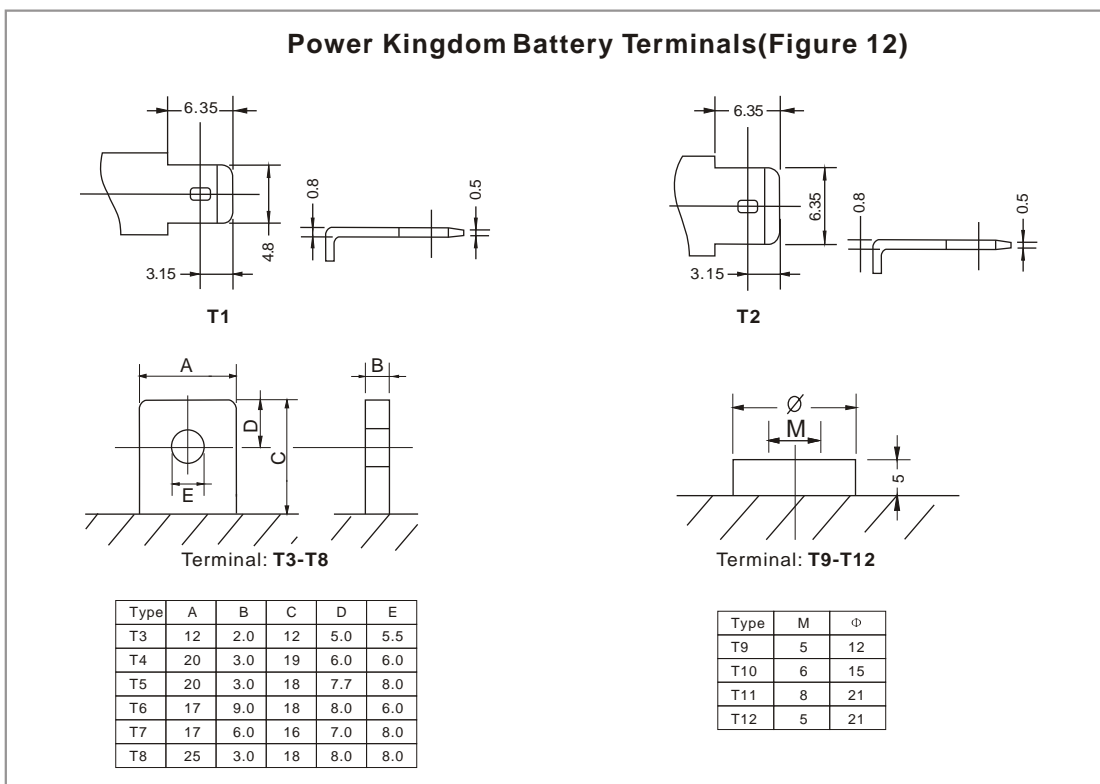 Power Kingdom Battery Terminals(Figure 12)
6.35
0.8
0.5
4.8
3.15
T1
6.35
6.35
0.8
0.5
3.15
T2
A
B
D
C
E
Terminal: T3-T8
Ø
M
5
Terminal: T9-T12
Type A B C D E
T3 12 2.0 12 5.0 5.5
T4 20 3.0 19 6.0 6.0
T5 20 3.0 18 7.7 8.0
T6 17 9.0 18 8.0 6.0
T7 17 6.0 16 7.0 8.0
T8 25 3.0 18 8.0 8.0
Type M Φ
T9 5 12
T10 6 15
T11 8 21
T12 5 21